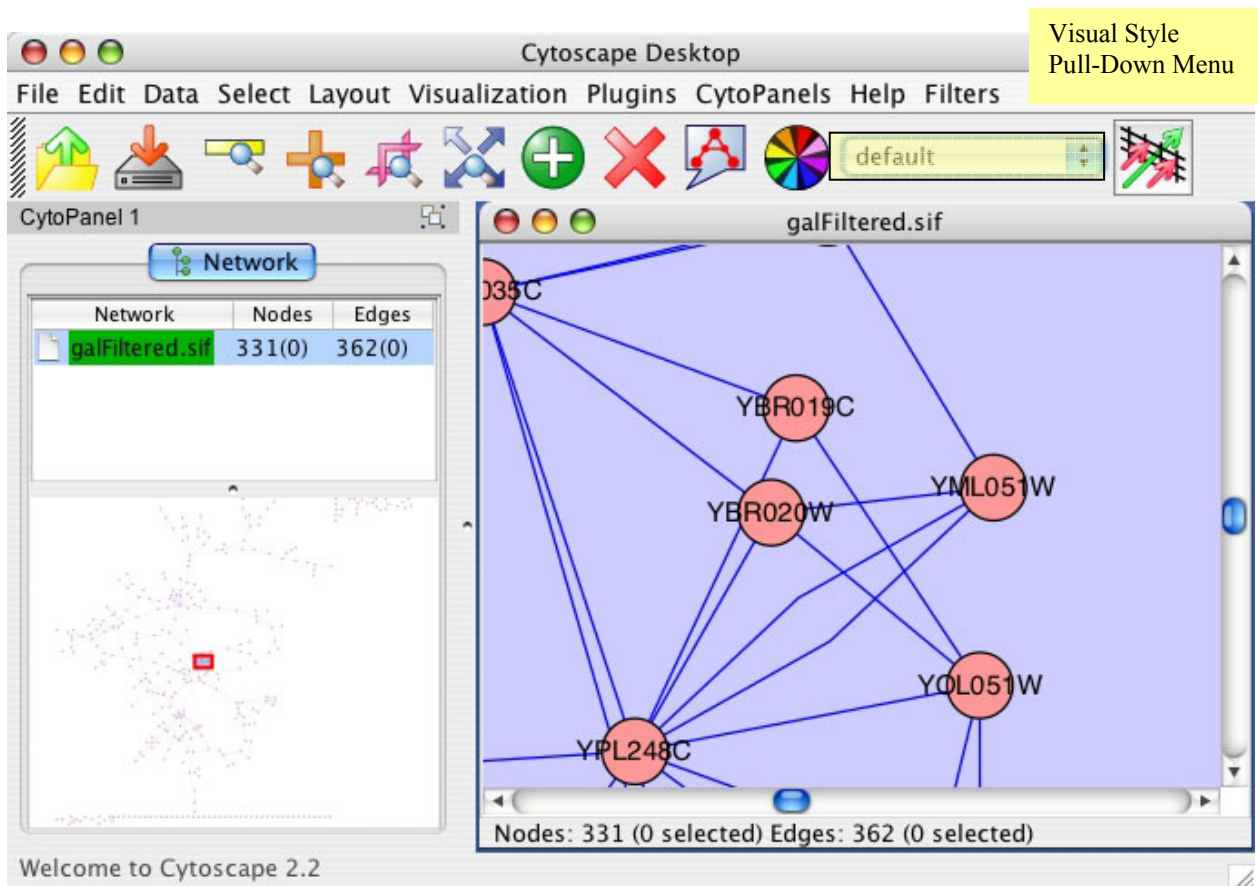 Visual Style
Pull-Down Menu
Cytoscape Desktop
File Edit Data Select Layout Visualization Plugins CytoPanels Help Filters
default
CytoPanel 1
Network
Network Nodes Edges
galFiltered.sif 331(0) 362(0)
galFiltered.sif
035C
YBR019C
YML051W
YBR020W
YOL051W
YPL248C
Nodes: 331 (0 selected) Edges: 362 (0 selected)
Welcome to Cytoscape 2.2